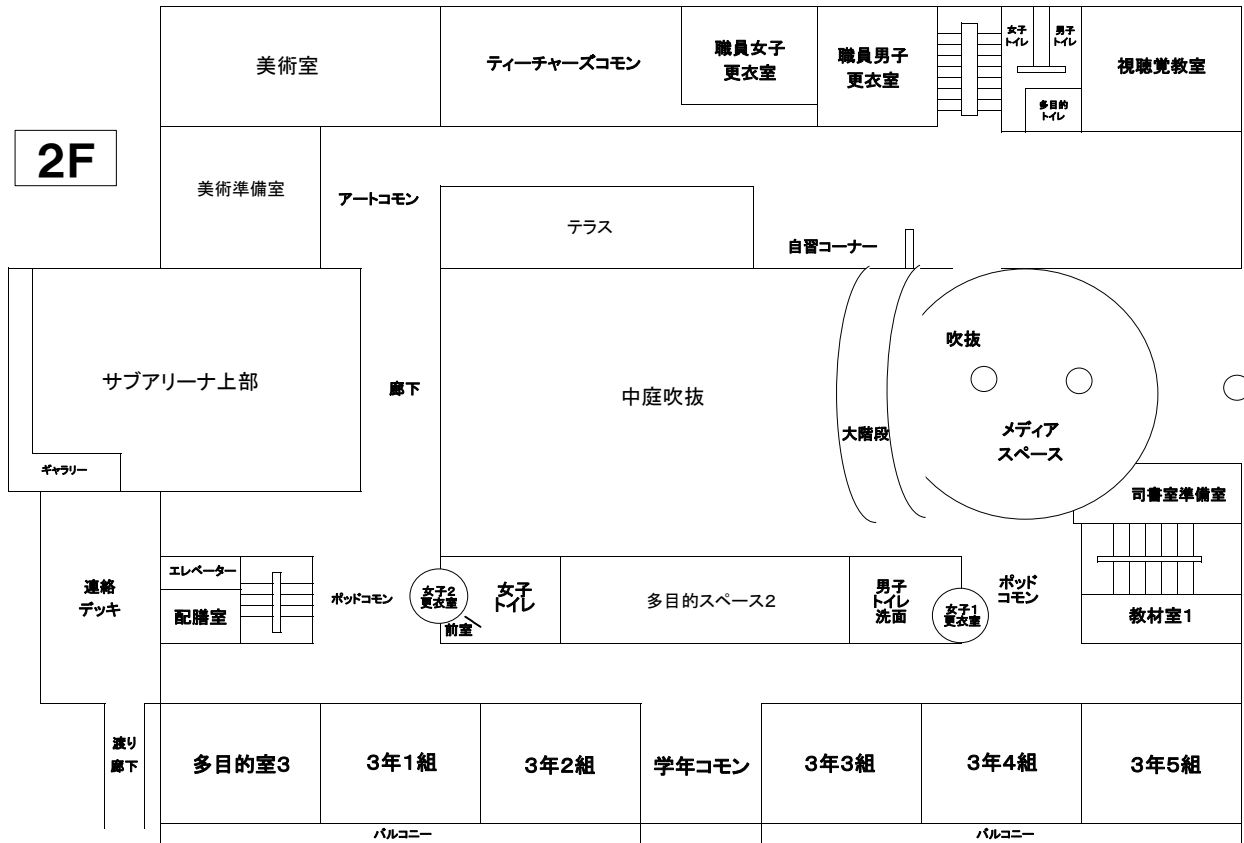 美術室
ティーチャーズコモン
職員女子
更衣室
職員男子
更衣室
女子
トイレ
男子
トイレ
多目的
トイレ
視聴覚教室
2F
美術準備室
アートコモン
テラス
自習コーナー
サブアリーナ上部
廊下
中庭吹抜
吹抜
大階段
メディア
スペース
ギャラリー
司書室準備室
連絡
デッキ
エレベーター
配膳室
ポッドコモン
女子2
更衣室
前室
女子
トイレ
多目的スペース2
男子
トイレ
洗面
女子1
更衣室
ポッド
コモン
教材室1
渡り
廊下
多目的室3
3年1組
3年2組
学年コモン
3年3組
3年4組
3年5組
バルコニー
バルコニー